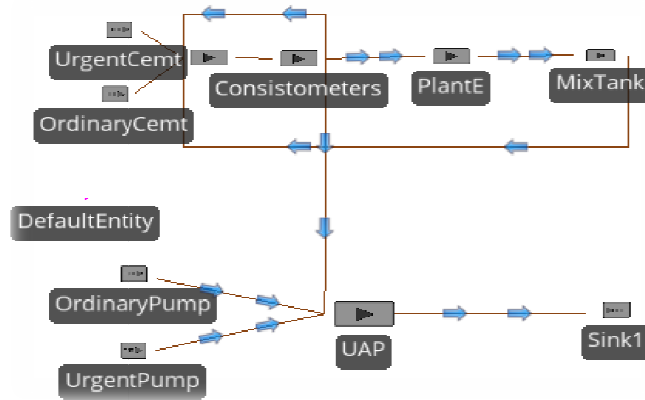 UrgentCemt
Consistometers
PlantE
MixTank
OrdinaryCemt
DefaultEntity
OrdinaryPump
UAP
Sink1
UrgentPump